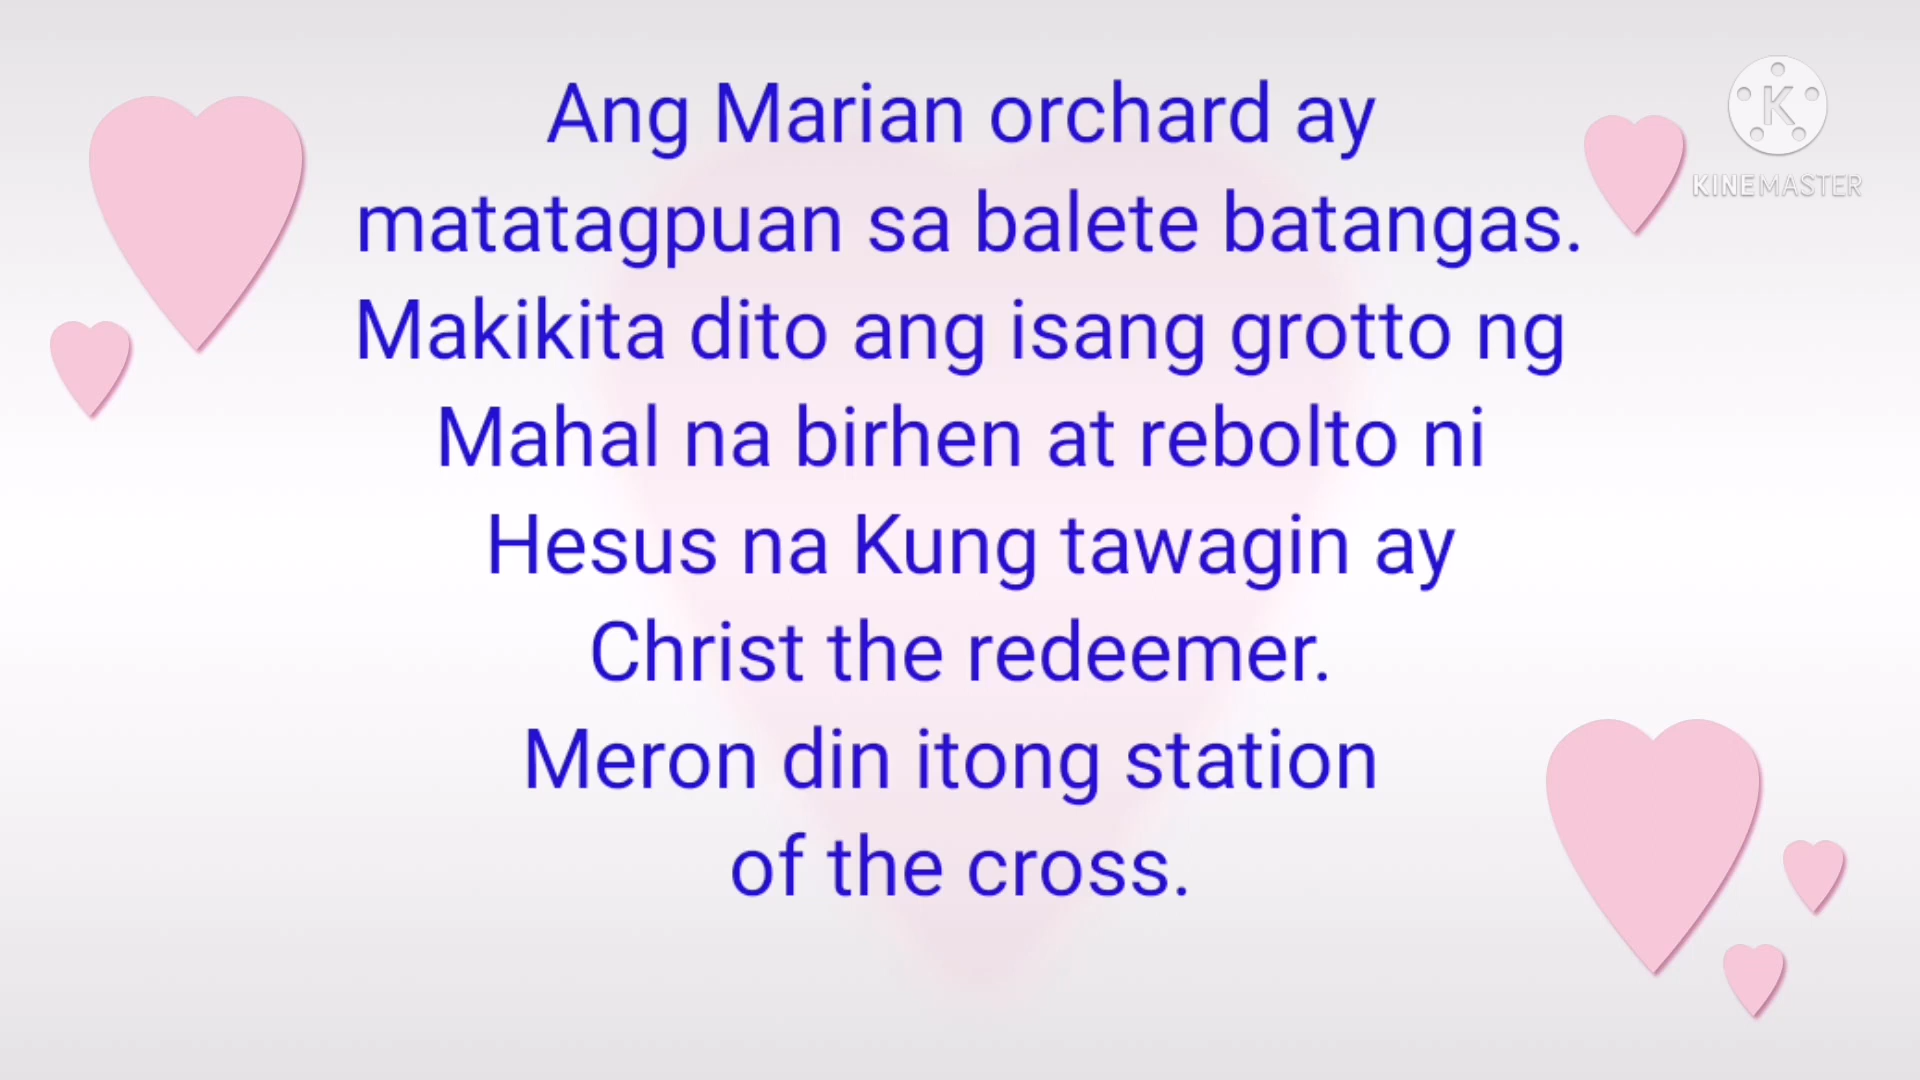 Ang Marian orchard ay
matatagpuan sa balete batangas.
Makikita dito ang isang grotto ng
Mahal na birhen at rebolto ni
Hesus na Kung tawagin ay
Christ the redeemer.
Meron din itong station
of the cross.
K
KINEMASTER